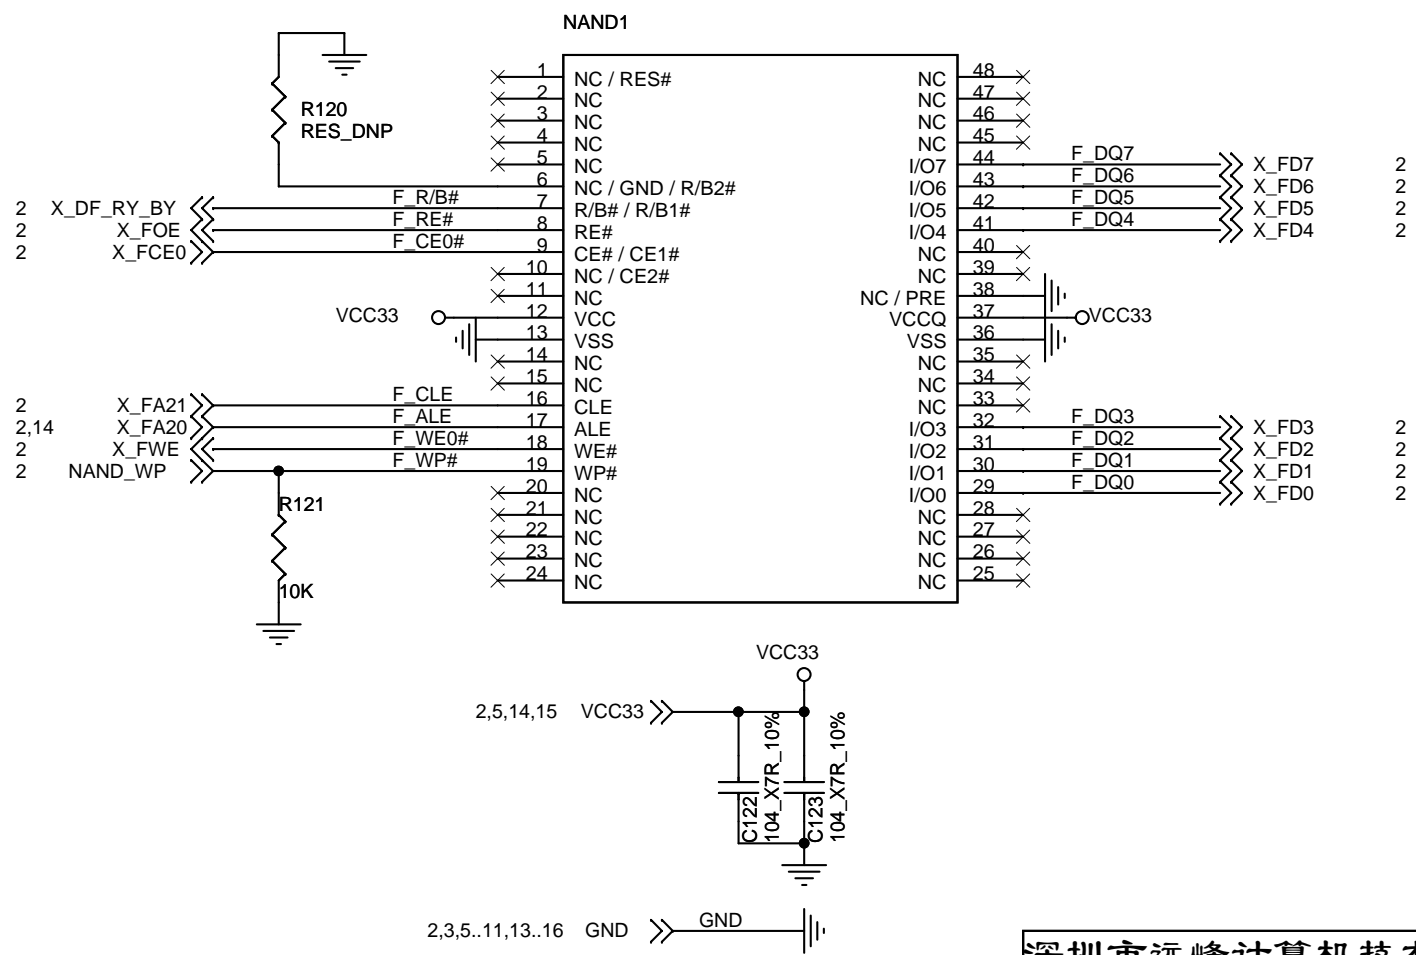 NAND1
R120
RES_DNP
1 NC / RES# NC 48
2 NC NC 47
3 NC NC 46
4 NC NC 45
5 NC I/O7 44 F_DQ7 X_FD7 2
6 NC / GND / R/B2# I/O6 43 F_DQ6 X_FD6 2
2 X_DF_RY_BY F_R/B# 7 R/B# / R/B1# I/O5 42 F_DQ5 X_FD5 2
2 X_FOE F_RE# 8 RE# I/O4 41 F_DQ4 X_FD4 2
2 X_FCE0 F_CE0# 9 CE# / CE1# NC 40
10 NC / CE2# NC 39
11 NC NC / PRE 38
VCC33 12 VCC VCCQ 37 VCC33
13 VSS VSS 36
14 NC NC 35
15 NC NC 34
2 X_FA21 F_CLE 16 CLE NC 33
2,14 X_FA20 F_ALE 17 ALE I/O3 32 F_DQ3 X_FD3 2
2 X_FWE F_WE0# 18 WE# I/O2 31 F_DQ2 X_FD2 2
2 NAND_WP F_WP# 19 WP# I/O1 30 F_DQ1 X_FD1 2
20 NC I/O0 29 F_DQ0 X_FD0 2
R121
21 NC NC 28
22 NC NC 27
23 NC NC 26
24 NC NC 25
10K
VCC33
2,5,14,15 VCC33
C122
104_X7R_10%
C123
104_X7R_10%
2,3,5..11,13..16 GND GND
深圳市远峰计算机技